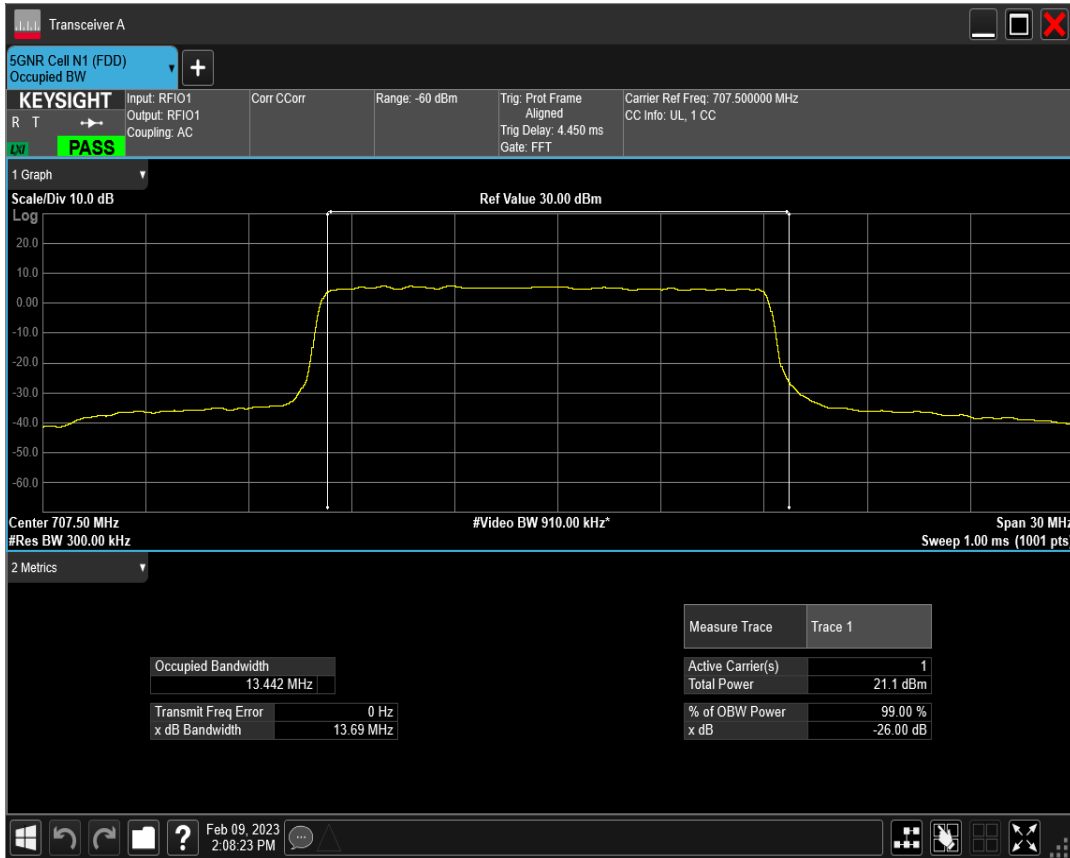 Transceiver A
5GNR Cell N1 (FDD)
Occupied BW
+
KEYSIGHT
R T
LXI
PASS
Input: RFIO1
Output: RFIO1
Coupling: AC
Corr CCorr
Range: -60 dBm
Trig: Prot Frame
Aligned
Trig Delay: 4.450 ms
Gate: FFT
Carrier Ref Freq: 707.500000 MHz
CC Info: UL, 1 CC
1 Graph
Scale/Div 10.0 dB
Ref Value 30.00 dBm
Log
20.0
10.0
0.00
-10.0
-20.0
-30.0
-40.0
-50.0
-60.0
Center 707.50 MHz
#Video BW 910.00 kHz*
Span 30 MHz
#Res BW 300.00 kHz
Sweep 1.00 ms (1001 pts)
2 Metrics
Measure Trace
Trace 1
Occupied Bandwidth
13.442 MHz
Active Carrier(s)
1
Total Power
21.1 dBm
Transmit Freq Error
0 Hz
x dB Bandwidth
13.69 MHz
% of OBW Power
99.00 %
x dB
-26.00 dB
?
Feb 09, 2023
2:08:23 PM